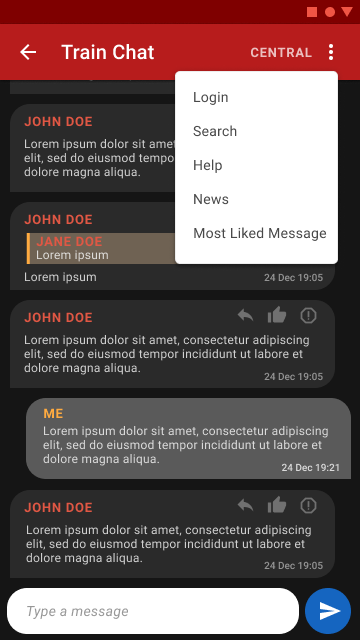 Train Chat
CENTRAL
Login
Search
Help
News
Most Liked Message
JOHN DOE
Lorem ipsum dolor sit amet
elit, sed do eiusmod tempo
dolore magna aliqua.
JOHN DOE
JANE DOE
Lorem ipsum
Lorem ipsum
24 Dec 19:05
JOHN DOE
Lorem ipsum dolor sit amet, consectetur adipiscing
elit, sed do eiusmod tempor incididunt ut labore et
dolore magna aliqua.
24 Dec 19:05
ME
Lorem ipsum dolor sit amet, consectetur adipiscing
elit, sed do eiusmod tempor incididunt ut labore et
dolore magna aliqua.
24 Dec 19:21
JOHN DOE
Lorem ipsum dolor sit amet, consectetur adipiscing
elit, sed do eiusmod tempor incididunt ut labore et
dolore magna aliqua.
24 Dec 19:05
Type a message